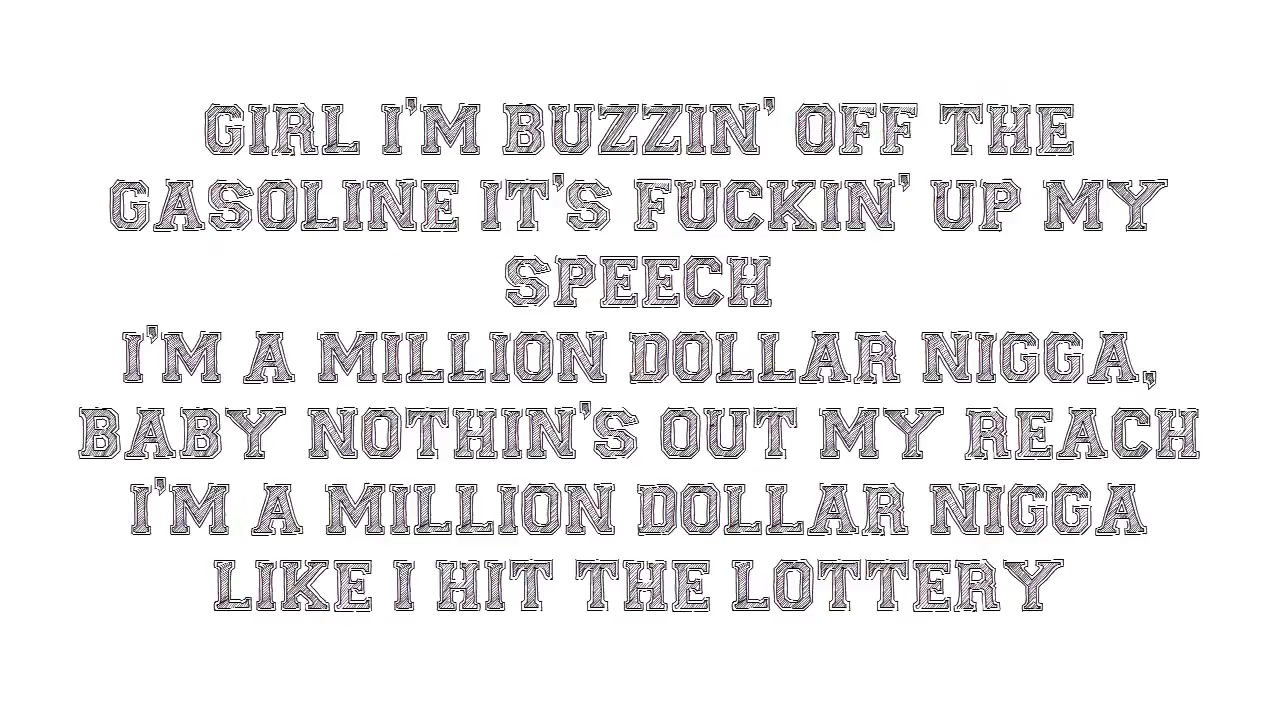 GIRL I'M BUZZIN' OFF THE
GASOLINE IT'S FUCKIN' UP MY
SPEECH
I'M A MILLION DOLLAR NIGGA,
BABY NOTHIN'S OUT MY REACH
I'M A MILLION DOLLAR NIGGA
LIKE I HIT THE LOTTERY